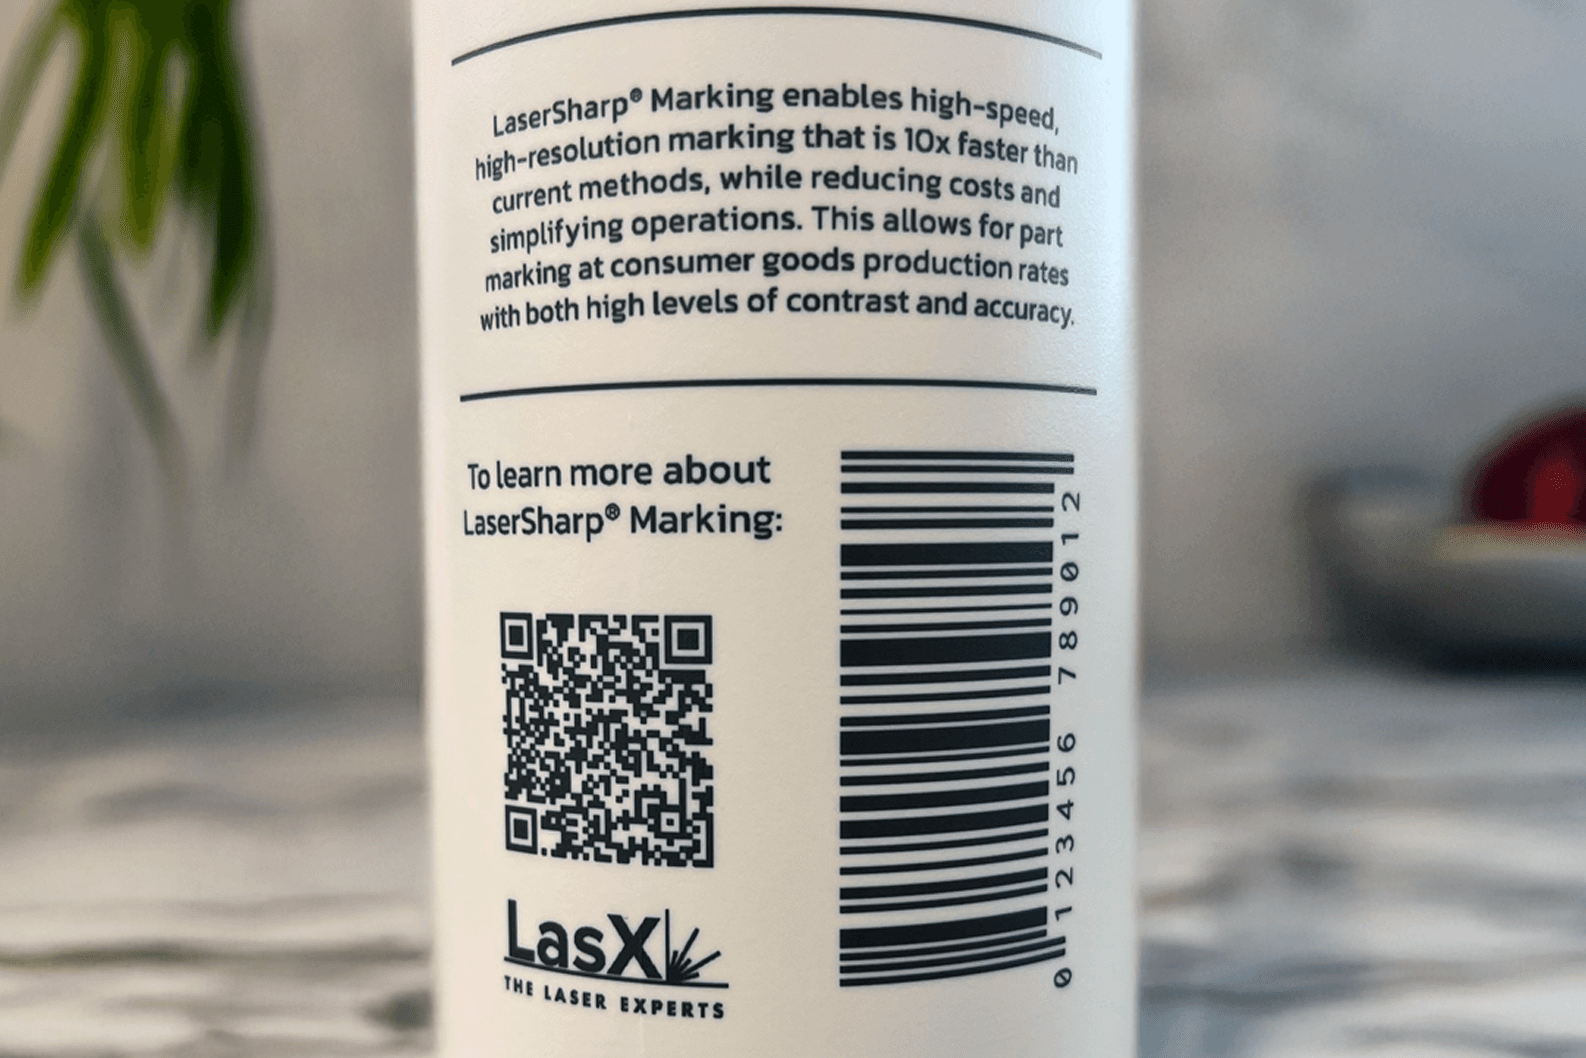 LaserSharp® Marking enables high-speed,
high-resolution marking that is 10x faster than
current methods, while reducing costs and
simplifying operations. This allows for part
marking at consumer goods production rates
with both high levels of contrast and accuracy.
To learn more about
LaserSharp® Marking:
LasX
THE LASER EXPERTS
0 123456 789012